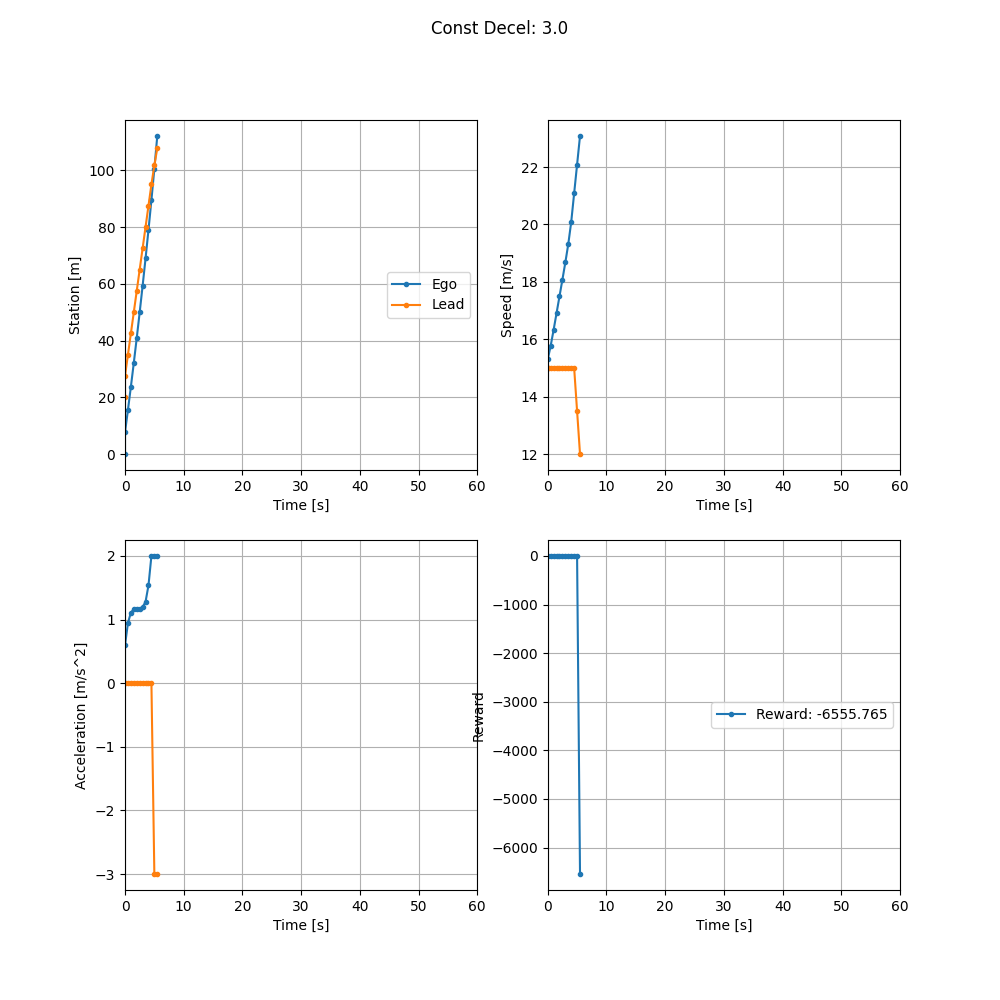 Const Decel: 3.0
Station [m]
100
80
60
40
20
0
Ego
Lead
0 10 20 30 40 50 60
Time [s]
Speed [m/s]
22
20
18
16
14
12
0 10 20 30 40 50 60
Time [s]
Acceleration [m/s^2]
2
1
0
−1
−2
−3
0 10 20 30 40 50 60
Time [s]
Reward
0
−1000
−2000
−3000
−4000
−5000
−6000
Reward: -6555.765
0 10 20 30 40 50 60
Time [s]